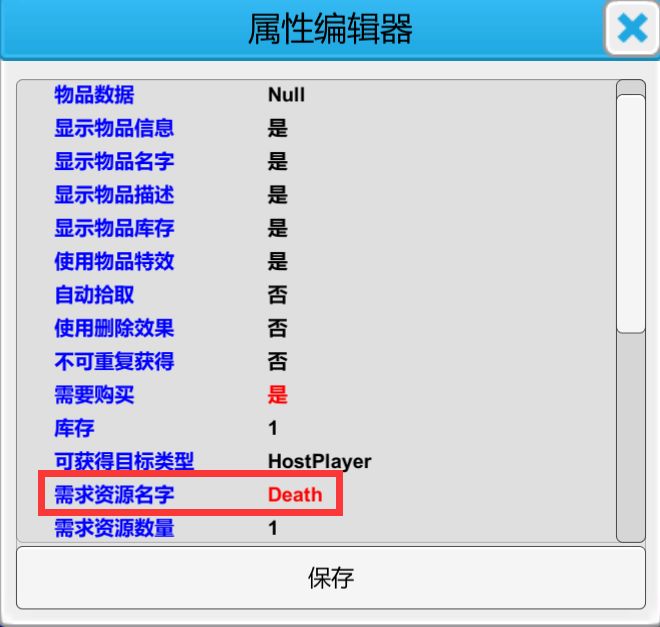 属性编辑器
物品数据 Null
显示物品信息 是
显示物品名字 是
显示物品描述 是
显示物品库存 是
使用物品特效 是
自动拾取 否
使用删除效果 否
不可重复获得 否
需要购买 是
库存 1
可获得目标类型 HostPlayer
需求资源名字 Death
需求资源数量 1
保存